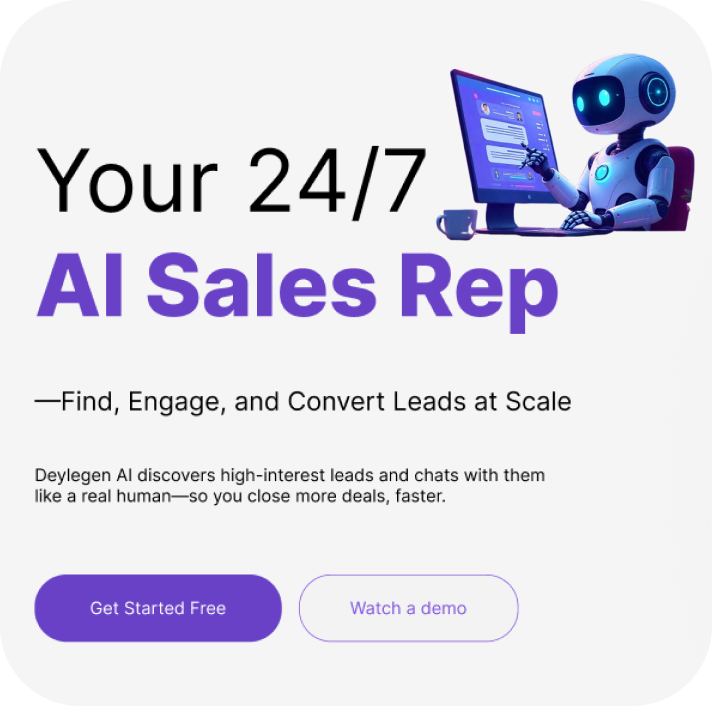 Your 24/7
AI Sales Rep
—Find, Engage, and Convert Leads at Scale
Deylegen AI discovers high-interest leads and chats with them
like a real human—so you close more deals, faster.
Get Started Free
Watch a demo